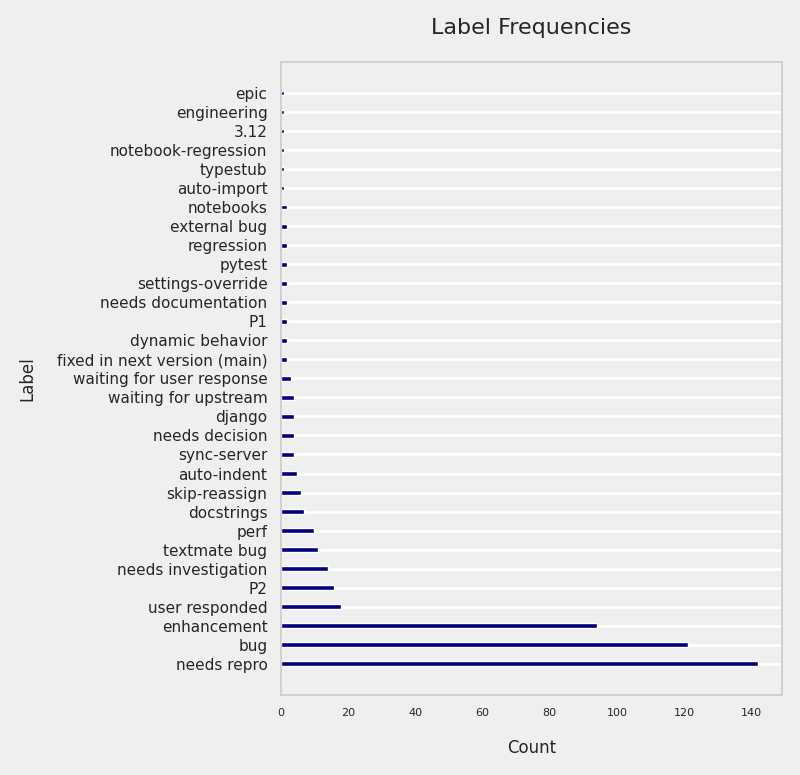 Label Frequencies
epic
engineering
3.12
notebook-regression
typestub
auto-import
notebooks
external bug
regression
pytest
settings-override
needs documentation
P1
dynamic behavior
fixed in next version (main)
waiting for user response
waiting for upstream
django
needs decision
sync-server
auto-indent
skip-reassign
docstrings
perf
textmate bug
needs investigation
P2
user responded
enhancement
bug
needs repro
Label
0 20 40 60 80 100 120 140
Count